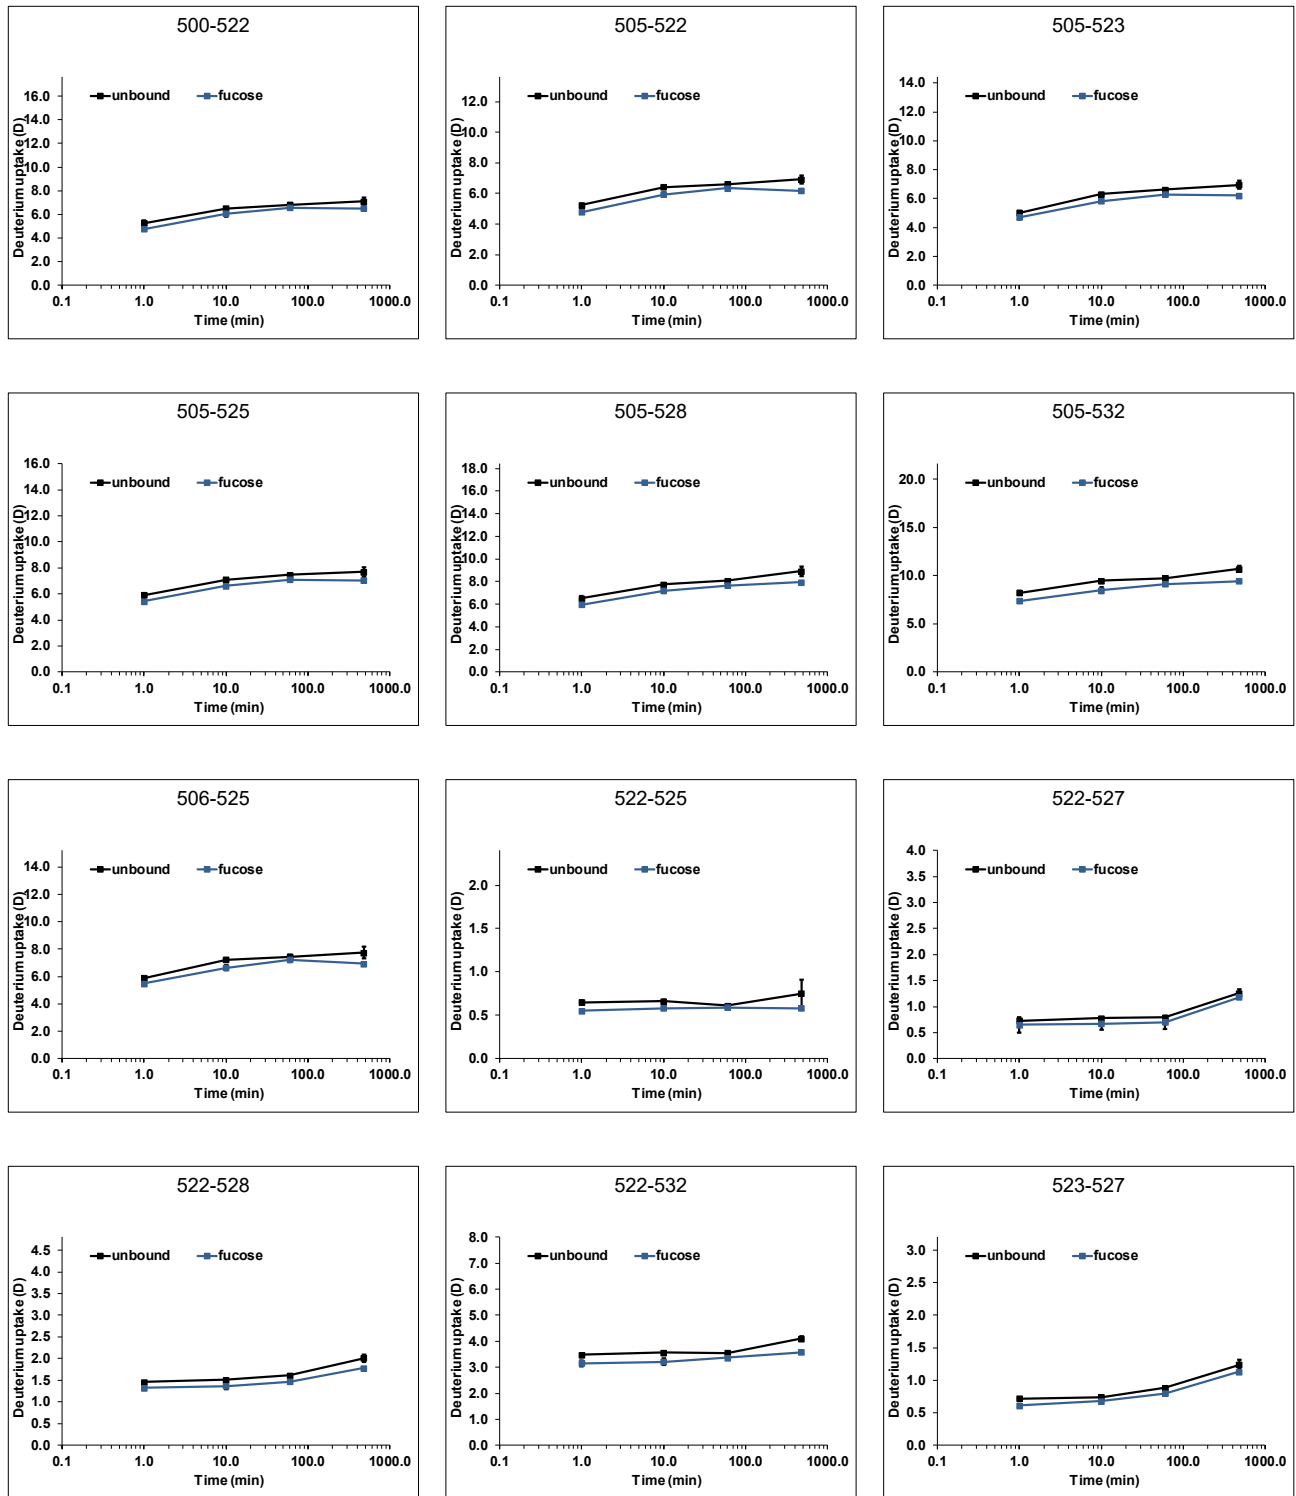 500-522
Deuterium uptake (D)
16.0
14.0
12.0
10.0
8.0
6.0
4.0
2.0
0.0
unbound fucose
0.1 1.0 10.0 100.0 1000.0
Time (min)
505-522
Deuterium uptake (D)
12.0
10.0
8.0
6.0
4.0
2.0
0.0
unbound fucose
0.1 1.0 10.0 100.0 1000.0
Time (min)
505-523
Deuterium uptake (D)
14.0
12.0
10.0
8.0
6.0
4.0
2.0
0.0
unbound fucose
0.1 1.0 10.0 100.0 1000.0
Time (min)
505-525
Deuterium uptake (D)
16.0
14.0
12.0
10.0
8.0
6.0
4.0
2.0
0.0
unbound fucose
0.1 1.0 10.0 100.0 1000.0
Time (min)
505-528
Deuterium uptake (D)
18.0
16.0
14.0
12.0
10.0
8.0
6.0
4.0
2.0
0.0
unbound fucose
0.1 1.0 10.0 100.0 1000.0
Time (min)
505-532
Deuterium uptake (D)
20.0
15.0
10.0
5.0
0.0
unbound fucose
0.1 1.0 10.0 100.0 1000.0
Time (min)
506-525
Deuterium uptake (D)
14.0
12.0
10.0
8.0
6.0
4.0
2.0
0.0
unbound fucose
0.1 1.0 10.0 100.0 1000.0
Time (min)
522-525
Deuterium uptake (D)
2.0
1.5
1.0
0.5
0.0
unbound fucose
0.1 1.0 10.0 100.0 1000.0
Time (min)
522-527
Deuterium uptake (D)
4.0
3.5
3.0
2.5
2.0
1.5
1.0
0.5
0.0
unbound fucose
0.1 1.0 10.0 100.0 1000.0
Time (min)
522-528
Deuterium uptake (D)
4.5
4.0
3.5
3.0
2.5
2.0
1.5
1.0
0.5
0.0
unbound fucose
0.1 1.0 10.0 100.0 1000.0
Time (min)
522-532
Deuterium uptake (D)
8.0
7.0
6.0
5.0
4.0
3.0
2.0
1.0
0.0
unbound fucose
0.1 1.0 10.0 100.0 1000.0
Time (min)
523-527
Deuterium uptake (D)
3.0
2.5
2.0
1.5
1.0
0.5
0.0
unbound fucose
0.1 1.0 10.0 100.0 1000.0
Time (min)